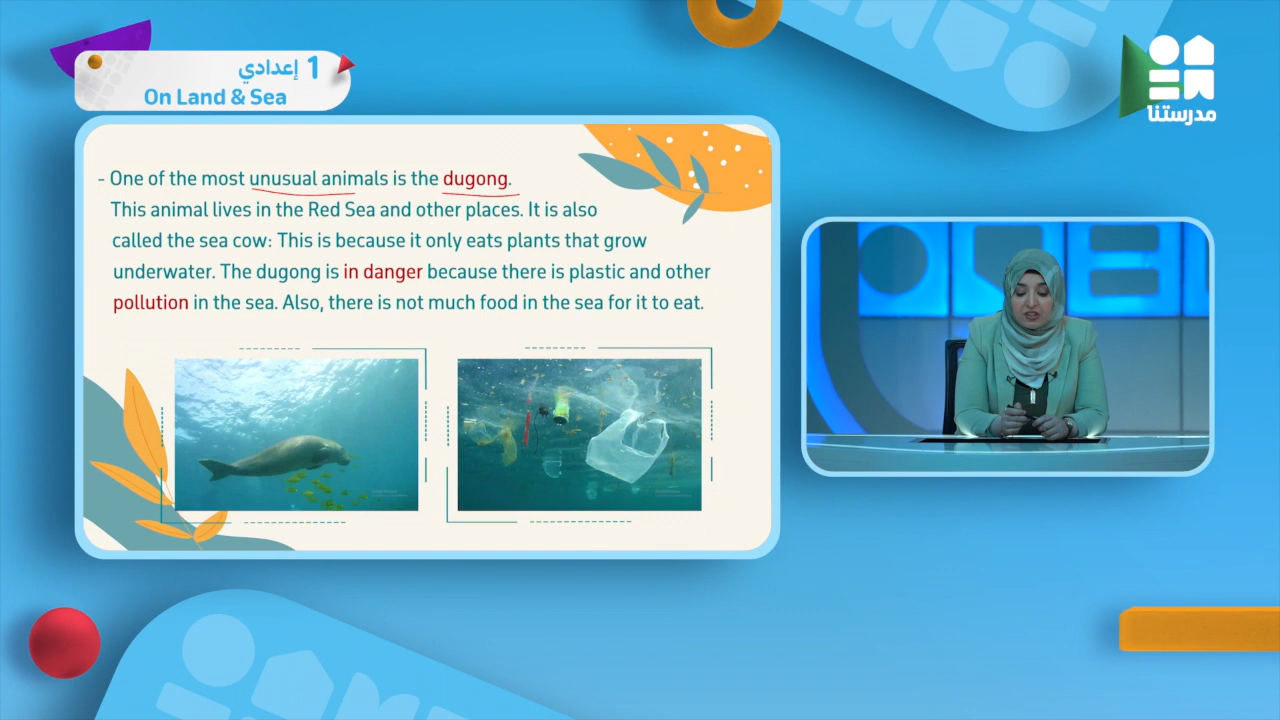 1 إعدادي
On Land & Sea
مدرستنا
- One of the most unusual animals is the dugong.
This animal lives in the Red Sea and other places. It is also
called the sea cow: This is because it only eats plants that grow
underwater. The dugong is in danger because there is plastic and other
pollution in the sea. Also, there is not much food in the sea for it to eat.